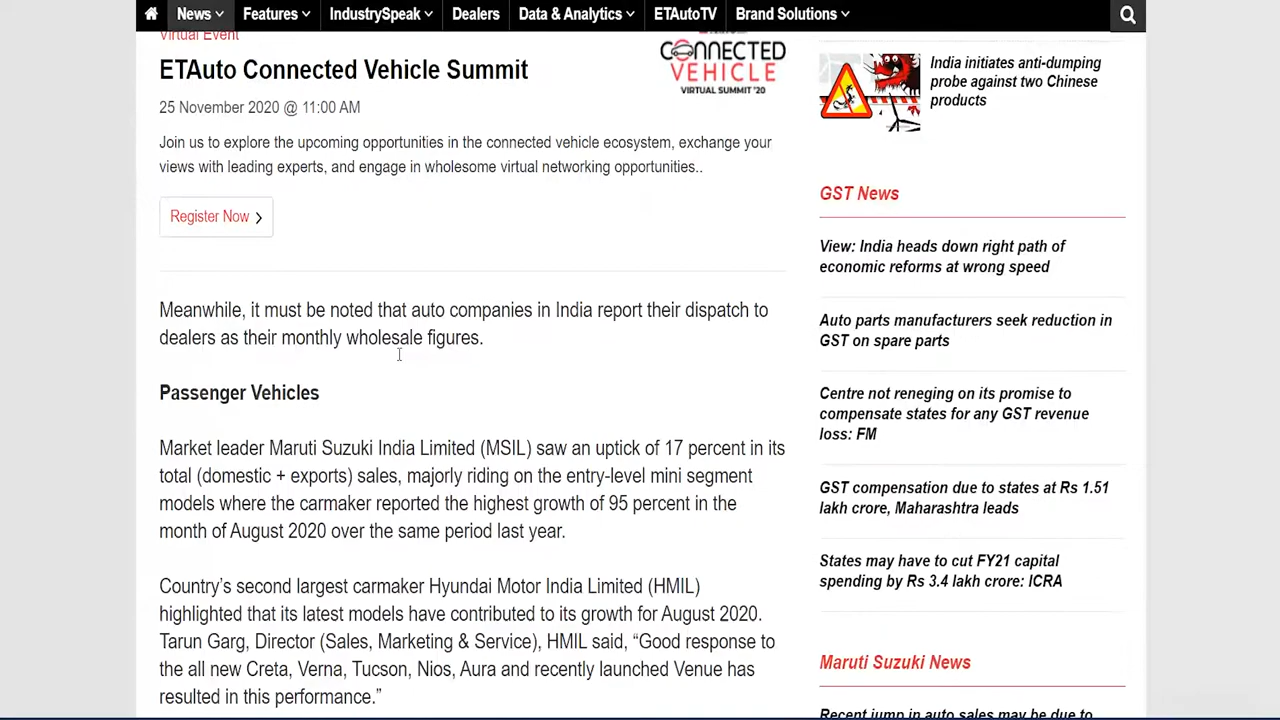 News
Features
IndustrySpeak
Dealers
Data & Analytics
ETAutoTV
Brand Solutions
Virtual Event
ETAuto Connected Vehicle Summit
25 November 2020 @ 11:00 AM
Join us to explore the upcoming opportunities in the connected vehicle ecosystem, exchange your
views with leading experts, and engage in wholesome virtual networking opportunities..
Register Now
CONNECTED
VEHICLE
VIRTUAL SUMMIT '20
Meanwhile, it must be noted that auto companies in India report their dispatch to
dealers as their monthly wholesale figures.
Passenger Vehicles
Market leader Maruti Suzuki India Limited (MSIL) saw an uptick of 17 percent in its
total (domestic + exports) sales, majorly riding on the entry-level mini segment
models where the carmaker reported the highest growth of 95 percent in the
month of August 2020 over the same period last year.
Country's second largest carmaker Hyundai Motor India Limited (HMIL)
highlighted that its latest models have contributed to its growth for August 2020.
Tarun Garg, Director (Sales, Marketing & Service), HMIL said, “Good response to
the all new Creta, Verna, Tucson, Nios, Aura and recently launched Venue has
resulted in this performance.”
India initiates anti-dumping
probe against two Chinese
products
GST News
View: India heads down right path of
economic reforms at wrong speed
Auto parts manufacturers seek reduction in
GST on spare parts
Centre not reneging on its promise to
compensate states for any GST revenue
loss: FM
GST compensation due to states at Rs 1.51
lakh crore, Maharashtra leads
States may have to cut FY21 capital
spending by Rs 3.4 lakh crore: ICRA
Maruti Suzuki News
Recent jump in auto sales may be due to